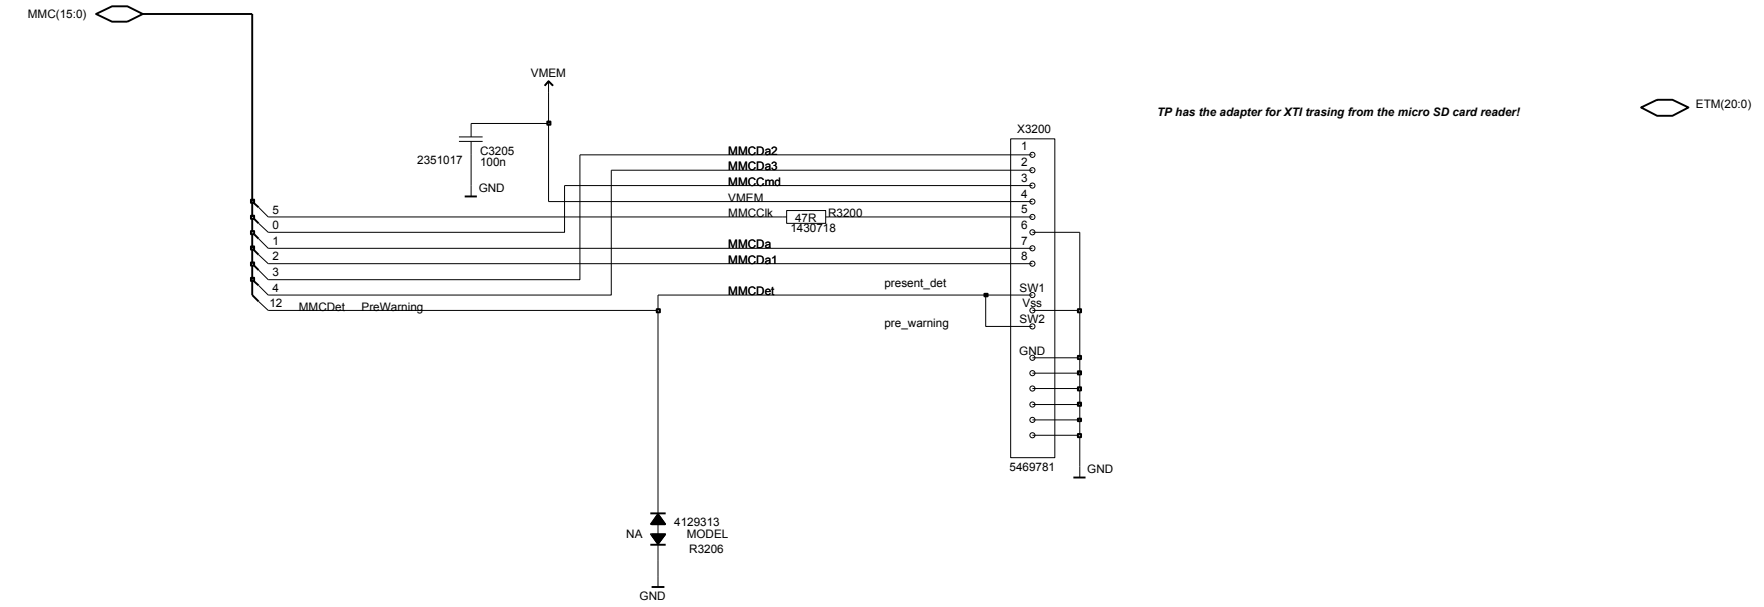 MMC(15:0)
VMEM
TP has the adapter for XTI trasing from the micro SD card reader!
ETM(20:0)
X3200
2351017
C3205
100n
GND
MMCDa2
1
MMCDa3
2
MMCCmd
3
VMEM
4
5
MMCClk
47R
R3200
5
1430718
0
6
1
MMCDa
7
2
MMCDa1
8
3
present_det
4
MMCDet
SW1
12
MMCDet
PreWarning
Vss
pre_warning
SW2
GND
5469781
GND
4129313
NA
MODEL
R3206
GND